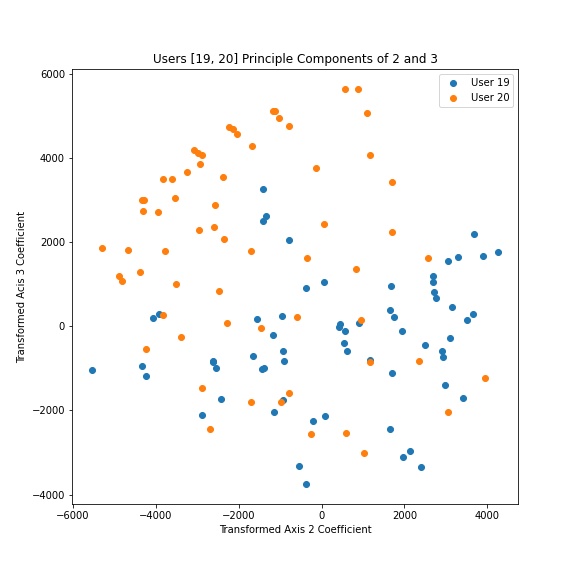 Users [19, 20] Principle Components of 2 and 3
User 19
User 20
6000
4000
2000
0
−2000
−4000
Transformed Acis 3 Coefficient
−6000 −4000 −2000 0 2000 4000
Transformed Axis 2 Coefficient